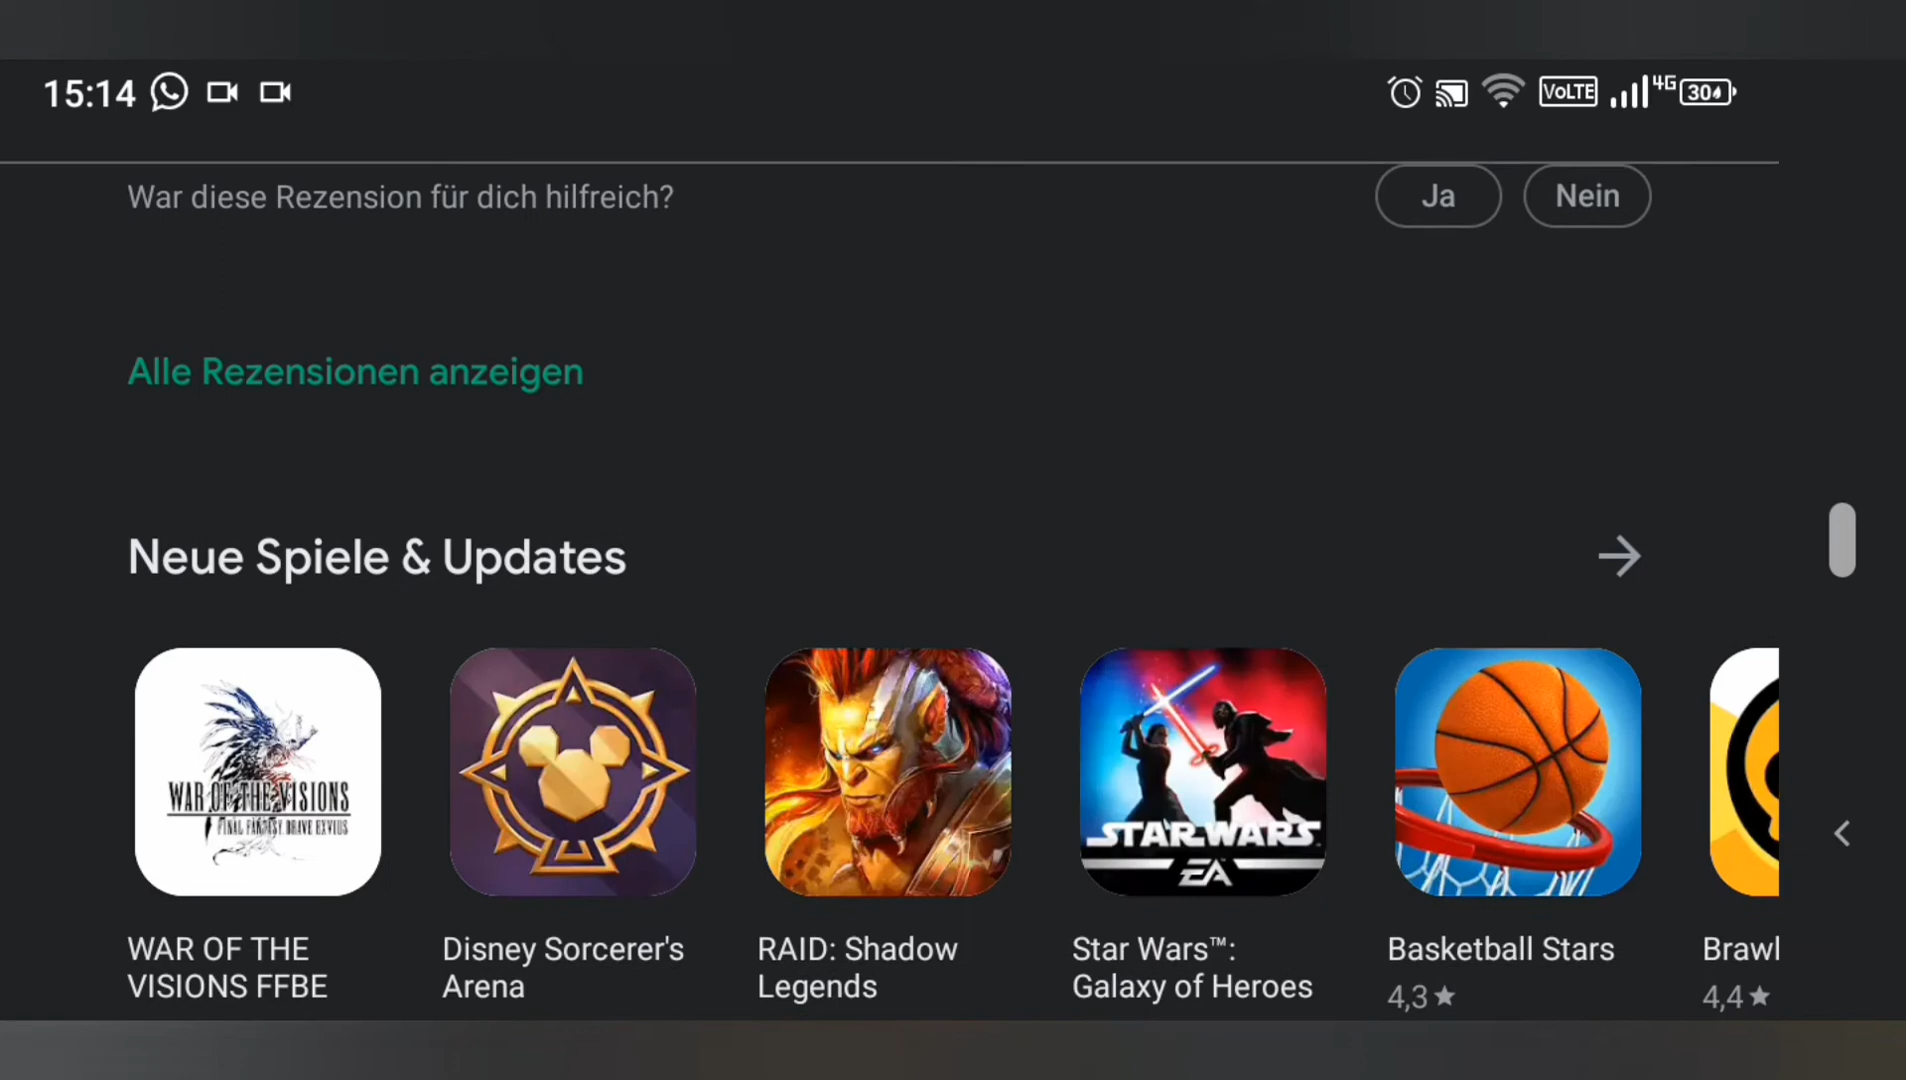 15:14
VoLTE 4G 30
War diese Rezension für dich hilfreich?
Ja
Nein
Alle Rezensionen anzeigen
Neue Spiele & Updates
WAR OF THE VISIONS
FINAL FANTASY BRAVE EXVIUS
STAR WARS
EA
WAR OF THE
VISIONS FFBE
Disney Sorcerer's
Arena
RAID: Shadow
Legends
Star Wars™:
Galaxy of Heroes
Basketball Stars
4,3★
Brawl
4,4★